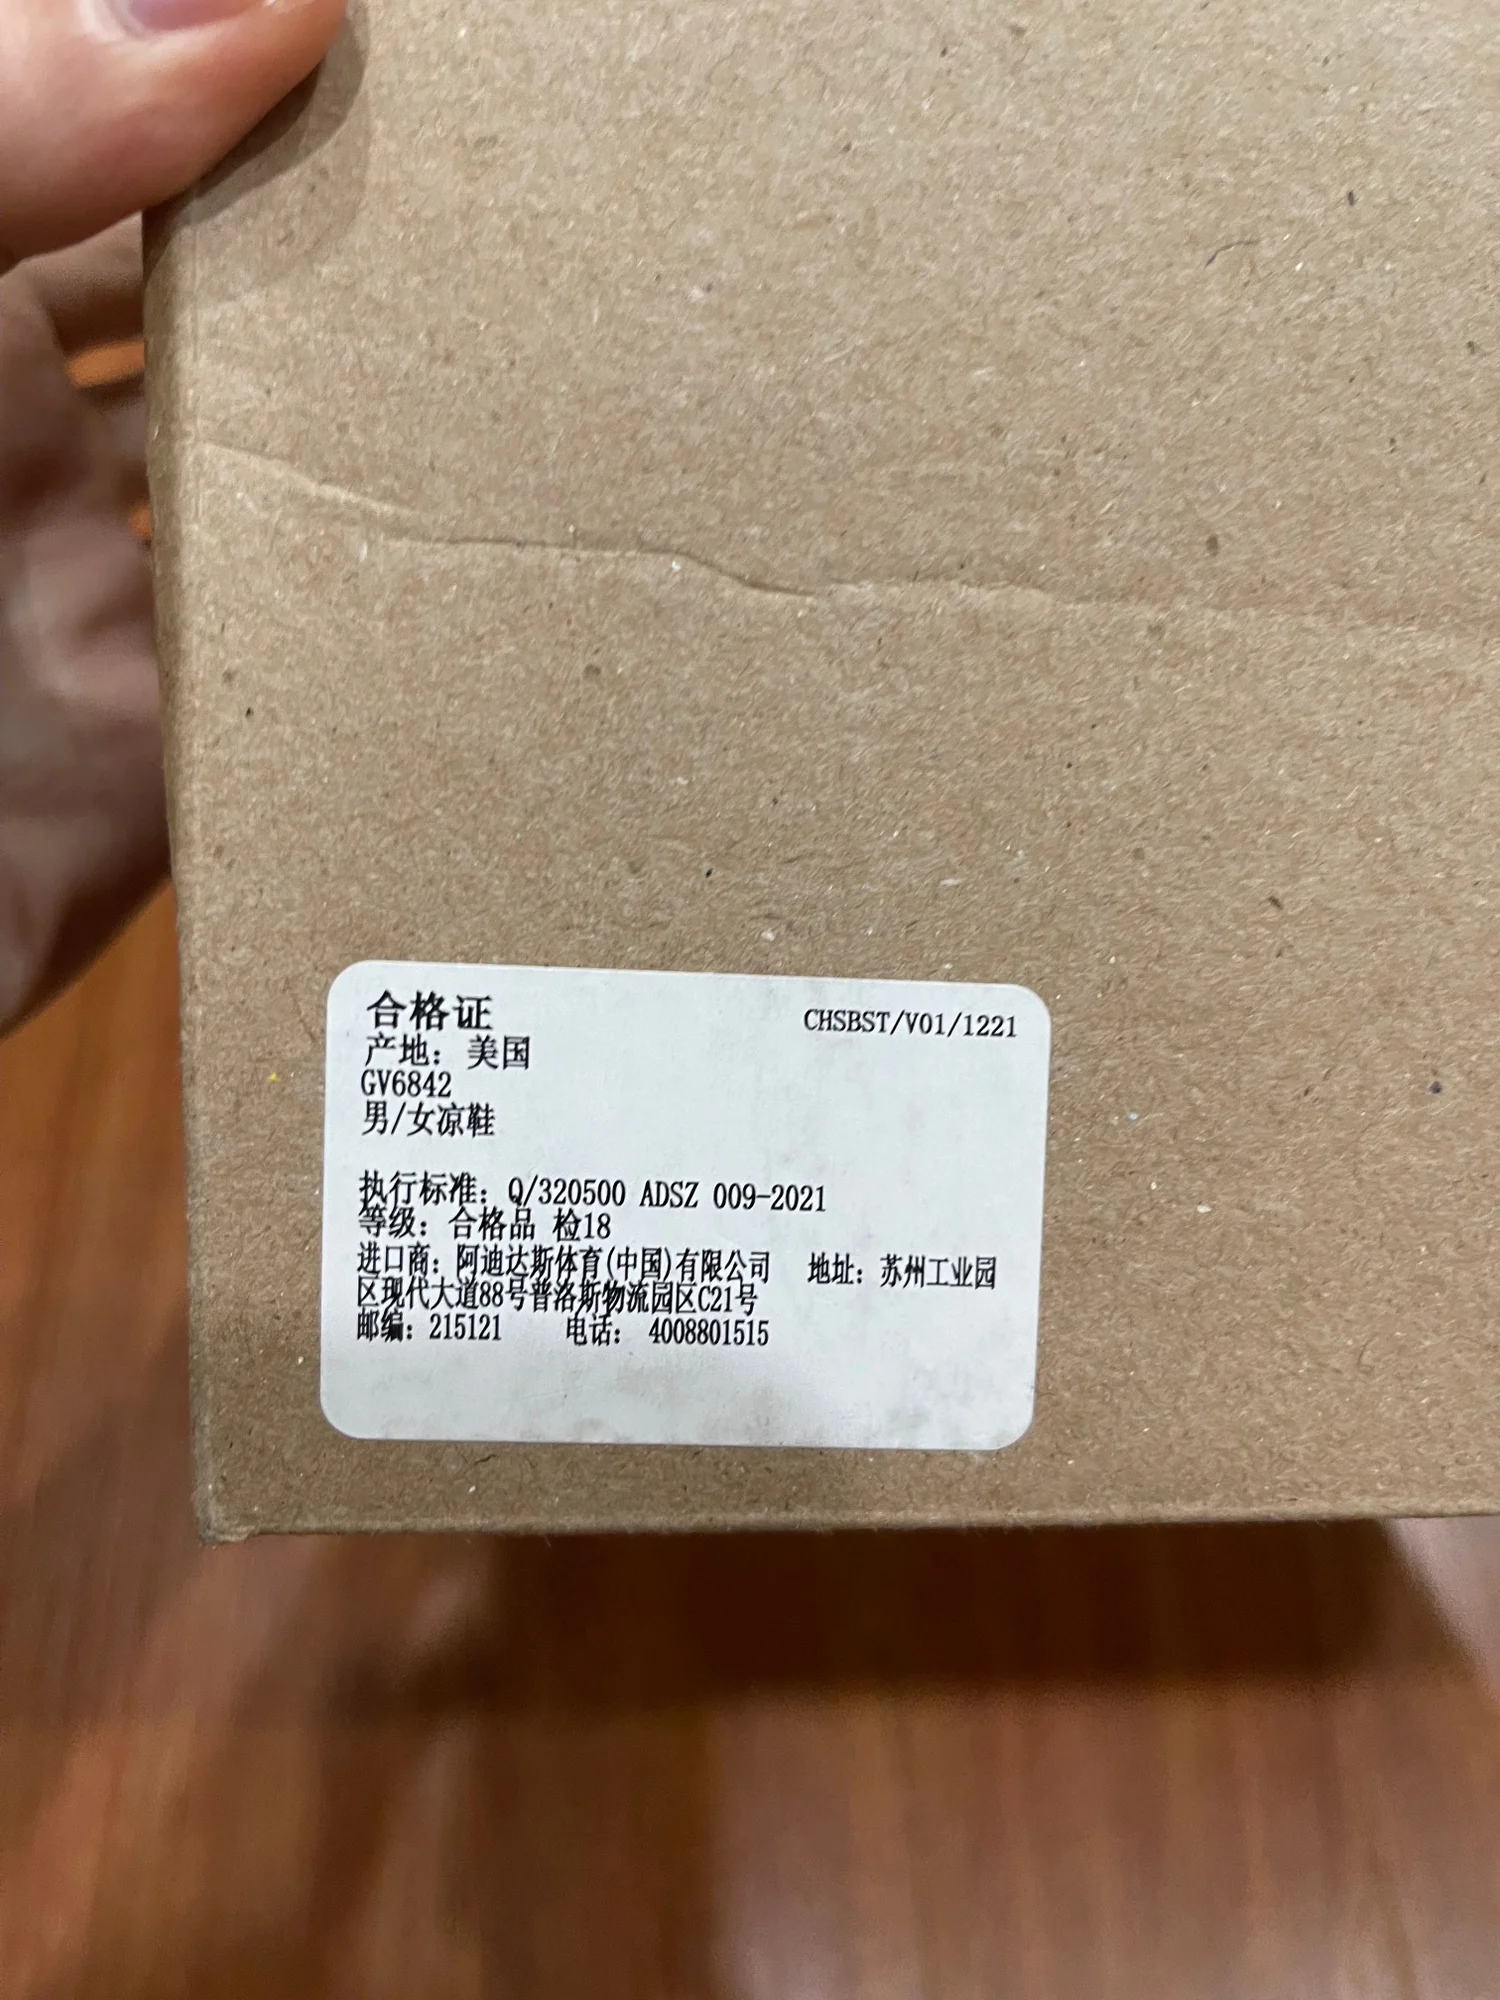 合格证
CHSBST/V01/1221
产地：美国
GV6842
男/女凉鞋
执行标准：Q/320500 ADSZ 009-2021
等级：合格品 检18
进口商：阿迪达斯体育(中国)有限公司 地址：苏州工业园
区现代大道88号普洛斯物流园区C21号
邮编：215121 电话： 4008801515